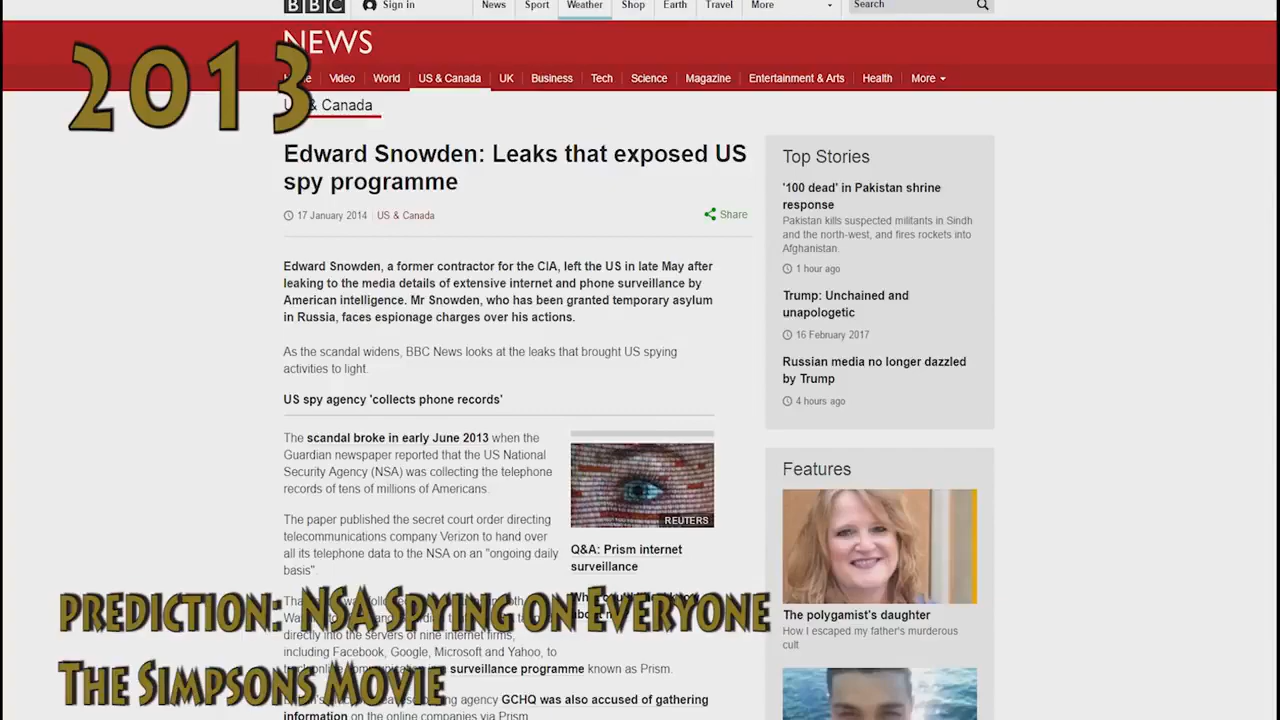 BBC Sign in News Sport Weather Shop Earth Travel More Search
NEWS
2013
Video World US & Canada UK Business Tech Science Magazine Entertainment & Arts Health More
& Canada
Edward Snowden: Leaks that exposed US
spy programme
17 January 2014 US & Canada
Share
Edward Snowden, a former contractor for the CIA, left the US in late May after
leaking to the media details of extensive internet and phone surveillance by
American intelligence. Mr Snowden, who has been granted temporary asylum
in Russia, faces espionage charges over his actions.
As the scandal widens, BBC News looks at the leaks that brought US spying
activities to light.
US spy agency 'collects phone records'
The scandal broke in early June 2013 when the
Guardian newspaper reported that the US National
Security Agency (NSA) was collecting the telephone
records of tens of millions of Americans.
The paper published the secret court order directing
telecommunications company Verizon to hand over
all its telephone data to the NSA on an "ongoing daily
basis".
REUTERS
Q&A: Prism internet
surveillance
PREDICTION: NSA SPYING ON EVERYONE
directly into the servers of nine internet firms,
including Facebook, Google, Microsoft and Yahoo, to
surveillance programme known as Prism.
THE SIMPSONS MOVIE
agency GCHQ was also accused of gathering
information on the online companies via Prism.
Top Stories
'100 dead' in Pakistan shrine
response
Pakistan kills suspected militants in Sindh
and the north-west, and fires rockets into
Afghanistan.
1 hour ago
Trump: Unchained and
unapologetic
16 February 2017
Russian media no longer dazzled
by Trump
4 hours ago
Features
The polygamist's daughter
How I escaped my father's murderous
cult